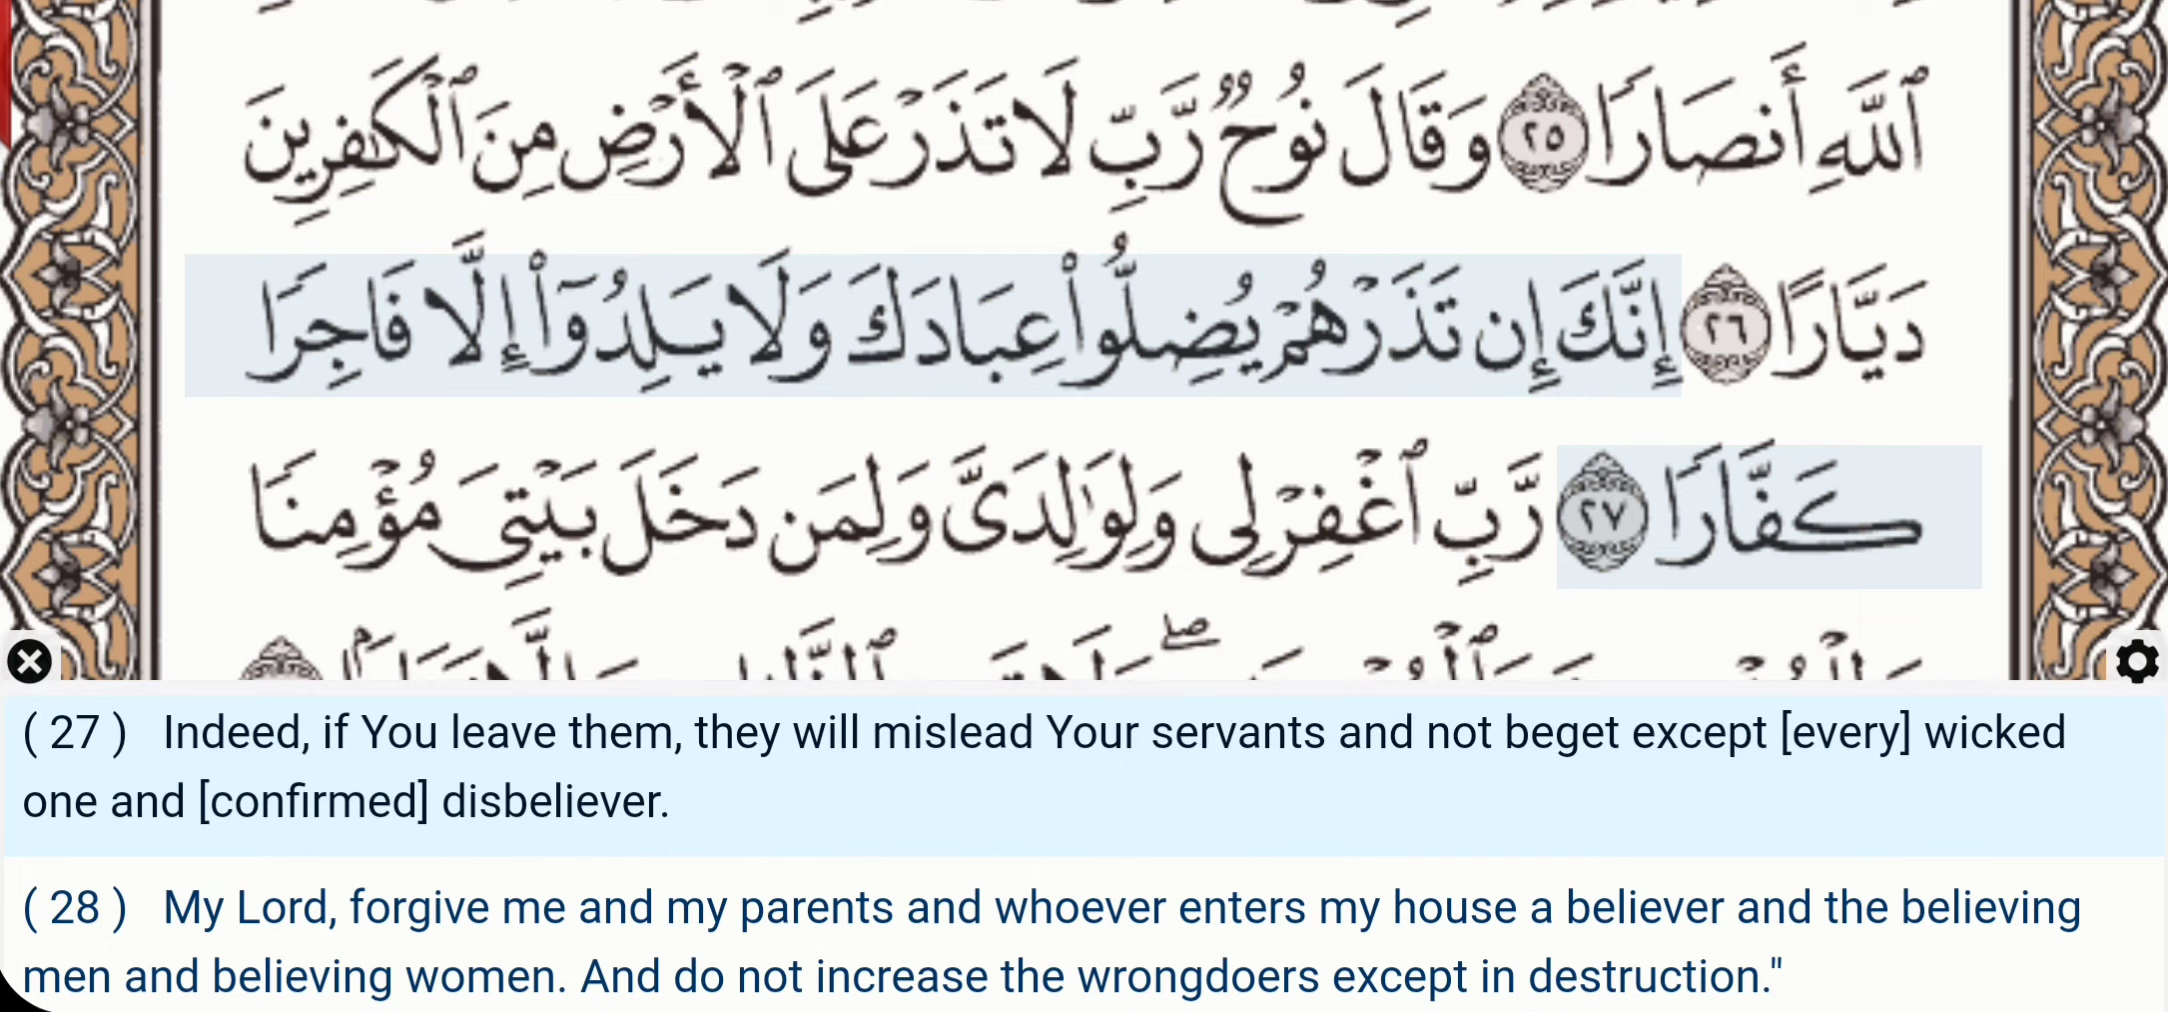 ٱللَّهِ أَنصَارًا ٢٥ وَقَالَ نُوحٌ رَّبِّ لَا تَذَرْ عَلَى ٱلْأَرْضِ مِنَ ٱلْكَٰفِرِينَ
دَيَّارًا ٢٦ إِنَّكَ إِن تَذَرْهُمْ يُضِلُّوا۟ عِبَادَكَ وَلَا يَلِدُوٓا۟ إِلَّا فَاجِرًا
كَفَّارًا ٢٧ رَّبِّ ٱغْفِرْ لِى وَلِوَٰلِدَىَّ وَلِمَن دَخَلَ بَيْتِىَ مُؤْمِنًا
( 27 ) Indeed, if You leave them, they will mislead Your servants and not beget except [every] wicked
one and [confirmed] disbeliever.
( 28 ) My Lord, forgive me and my parents and whoever enters my house a believer and the believing
men and believing women. And do not increase the wrongdoers except in destruction."